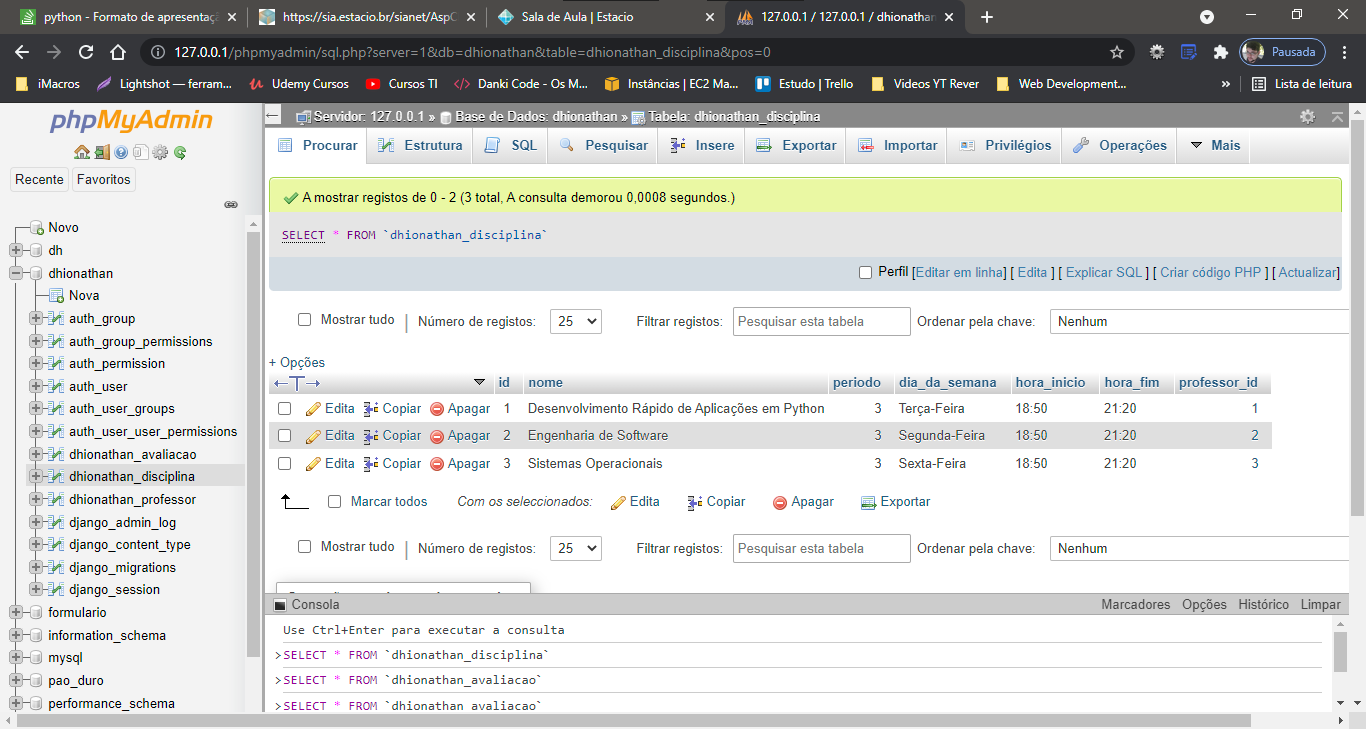 python - Formato de apresentaçã
https://sia.estacio.br/sianet/AspC
Sala de Aula | Estacio
127.0.0.1 / 127.0.0.1 / dhionathan
127.0.0.1/phpmyadmin/sql.php?server=1&db=dhionathan&table=dhionathan_disciplina&pos=0
Pausada
iMacros
Lightshot — ferram...
Udemy Cursos
Cursos TI
Danki Code - Os M...
Instâncias | EC2 Ma...
Estudo | Trello
Videos YT Rever
Web Development...
»
Lista de leitura
phpMyAdmin
Recente
Favoritos
Novo
dh
dhionathan
Nova
auth_group
auth_group_permissions
auth_permission
auth_user
auth_user_groups
auth_user_user_permissions
dhionathan_avaliacao
dhionathan_disciplina
dhionathan_professor
django_admin_log
django_content_type
django_migrations
django_session
formulario
information_schema
mysql
pao_duro
performance_schema
Servidor: 127.0.0.1 » Base de Dados: dhionathan » Tabela: dhionathan_disciplina
Procurar Estrutura SQL Pesquisar Insere Exportar Importar Privilégios Operações Mais
A mostrar registos de 0 - 2 (3 total, A consulta demorou 0,0008 segundos.)
SELECT * FROM `dhionathan_disciplina`
Perfil [Editar em linha] [ Edita ] [ Explicar SQL ] [ Criar código PHP ] [ Actualizar]
Mostrar tudo | Número de registos: 25 Filtrar registos: Pesquisar esta tabela Ordenar pela chave: Nenhum
+ Opções
←T→ id nome periodo dia_da_semana hora_inicio hora_fim professor_id
Edita Copiar Apagar 1 Desenvolvimento Rápido de Aplicações em Python 3 Terça-Feira 18:50 21:20 1
Edita Copiar Apagar 2 Engenharia de Software 3 Segunda-Feira 18:50 21:20 2
Edita Copiar Apagar 3 Sistemas Operacionais 3 Sexta-Feira 18:50 21:20 3
Marcar todos Com os seleccionados: Edita Copiar Apagar Exportar
Mostrar tudo | Número de registos: 25 Filtrar registos: Pesquisar esta tabela Ordenar pela chave: Nenhum
Consola Marcadores Opções Histórico Limpar
Use Ctrl+Enter para executar a consulta
>SELECT * FROM `dhionathan_disciplina`
>SELECT * FROM `dhionathan_avaliacao`
>SELECT * FROM `dhionathan_avaliacao`